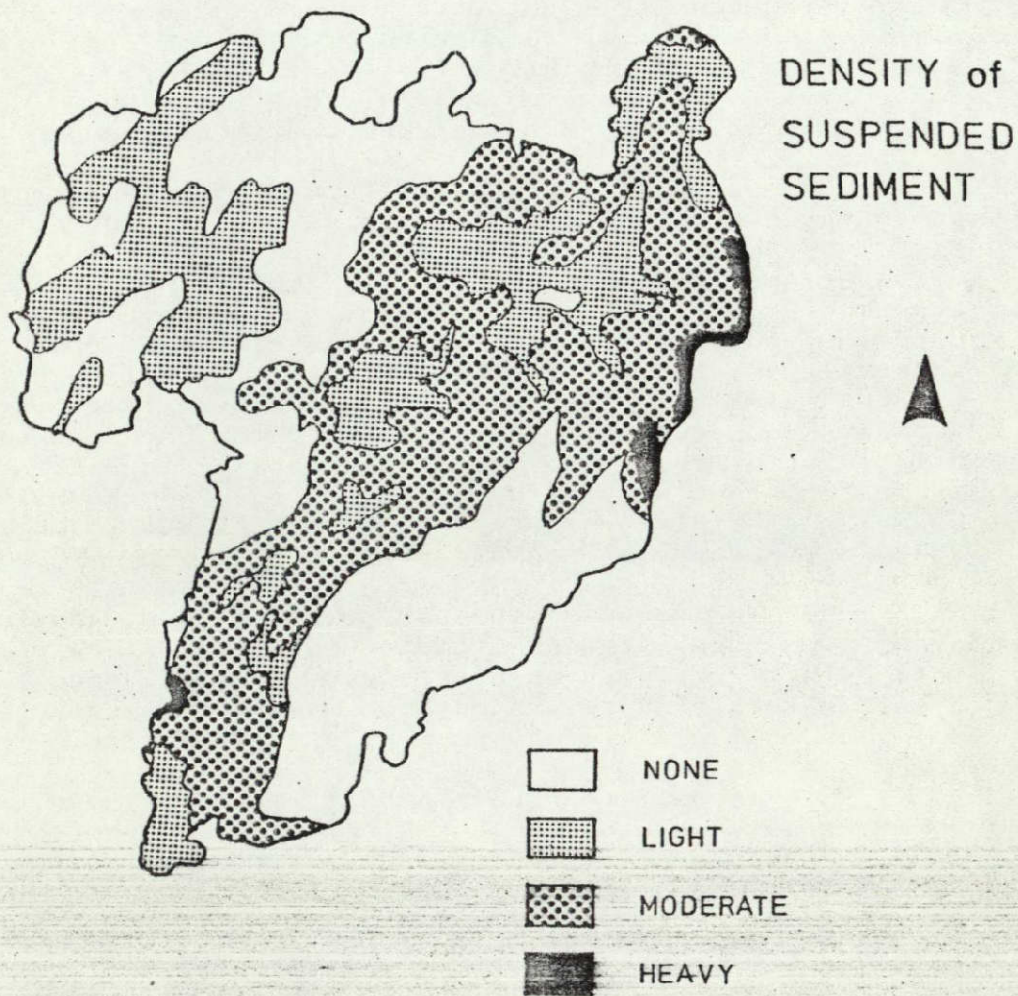 DENSITY of
SUSPENDED
SEDIMENT
NONE
LIGHT
MODERATE
HEAVY